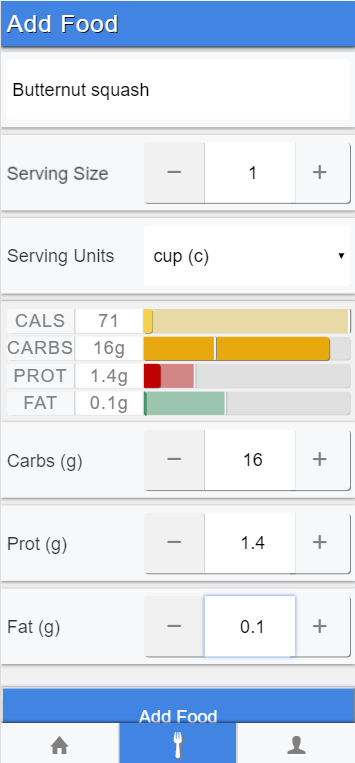 Add Food
Butternut squash
Serving Size − 1 +
Serving Units cup (c) ▾
CALS 71
CARBS 16g
PROT 1.4g
FAT 0.1g
Carbs (g) − 16 +
Prot (g) − 1.4 +
Fat (g) − 0.1 +
Add Food